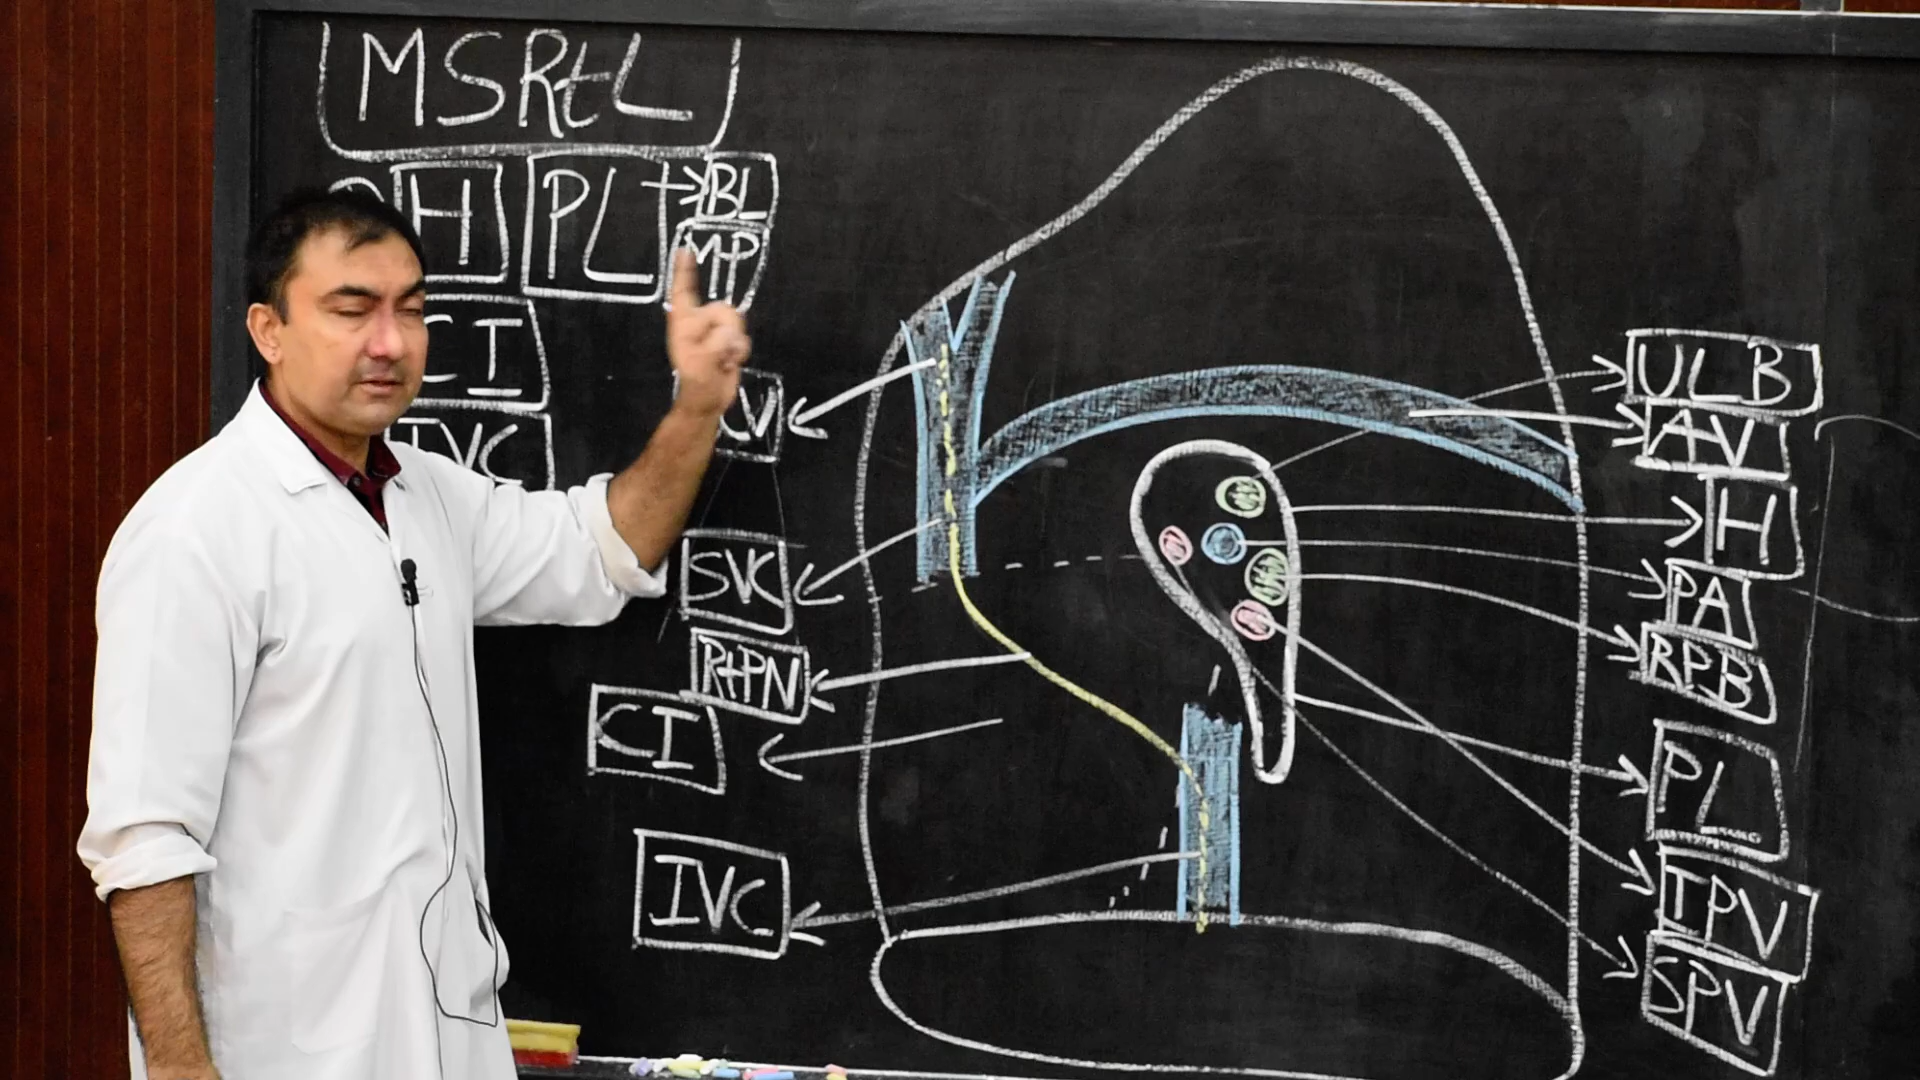 MSRtL
H PL → BL
MP
CI
IVC
SVC
RtPN
CI
IVC
ULB
AV
H
PA
RPB
PL
IPV
SPV